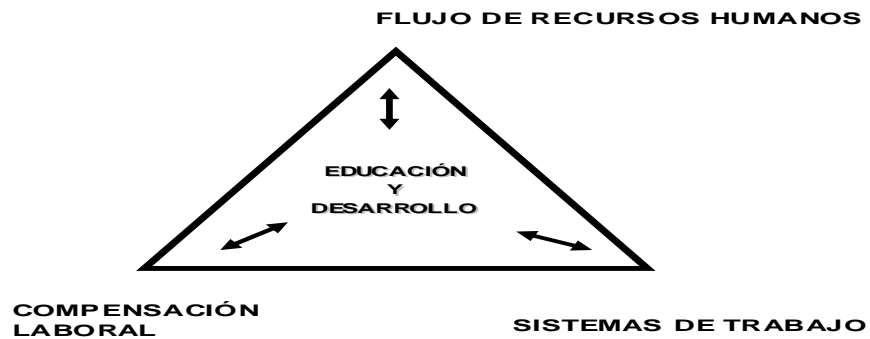 FLUJO DE RECURSOS HUMANOS
EDUCACIÓN
Y
DESARROLLO
COMPENSACIÓN
LABORAL
SISTEMAS DE TRABAJO